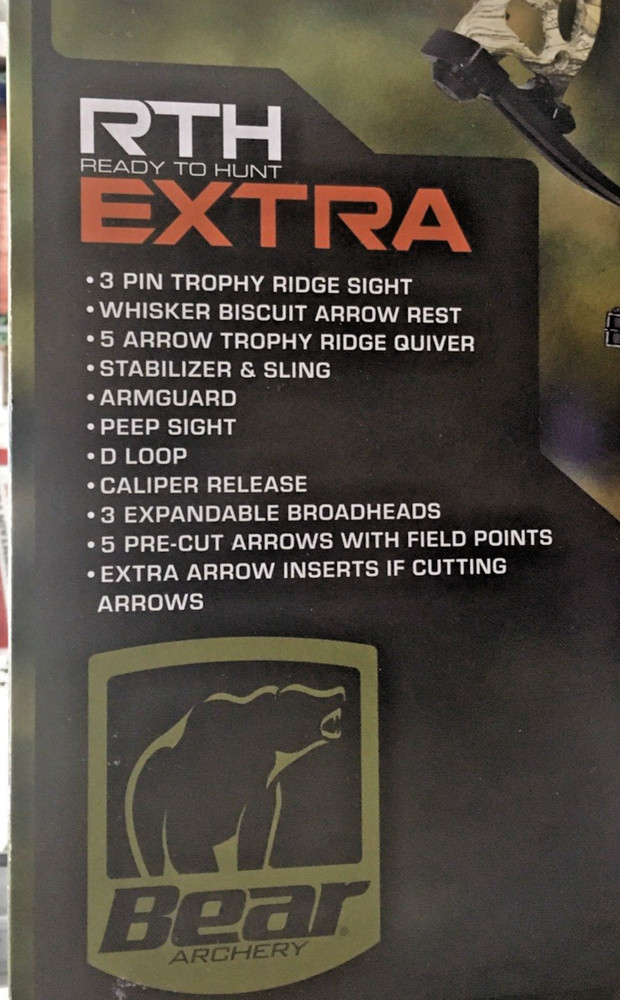 RTH
READY TO HUNT
EXTRA
• 3 PIN TROPHY RIDGE SIGHT
• WHISKER BISCUIT ARROW REST
• 5 ARROW TROPHY RIDGE QUIVER
• STABILIZER & SLING
• ARMGUARD
• PEEP SIGHT
• D LOOP
• CALIPER RELEASE
• 3 EXPANDABLE BROADHEADS
• 5 PRE-CUT ARROWS WITH FIELD POINTS
• EXTRA ARROW INSERTS IF CUTTING
ARROWS
Bear®
ARCHERY